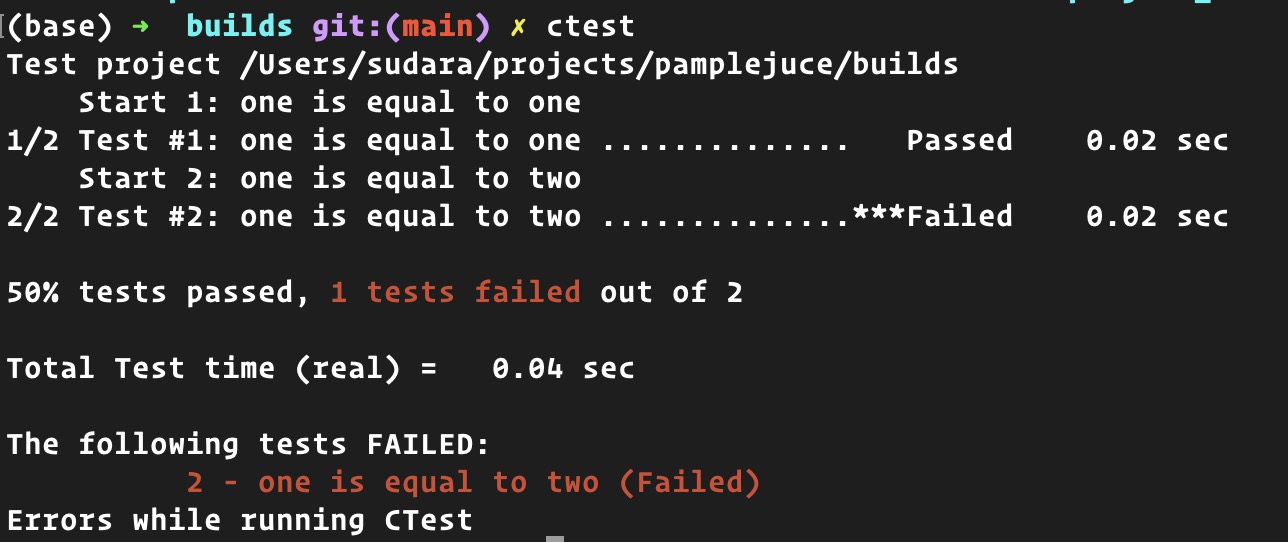 (base) ➜  builds git:(main) ✗ ctest
Test project /Users/sudara/projects/pamplejuce/builds
    Start 1: one is equal to one
1/2 Test #1: one is equal to one ..............   Passed    0.02 sec
    Start 2: one is equal to two
2/2 Test #2: one is equal to two ..............***Failed    0.02 sec

50% tests passed, 1 tests failed out of 2

Total Test time (real) =   0.04 sec

The following tests FAILED:
          2 - one is equal to two (Failed)
Errors while running CTest